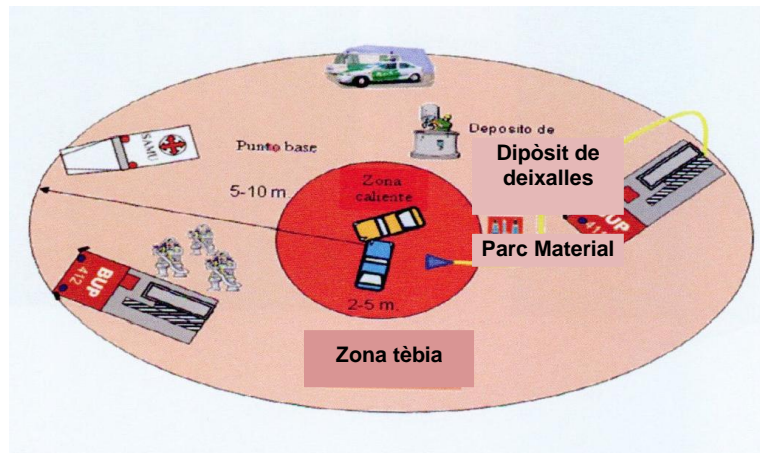 SAMU
Punto base
Deposito de
Dipòsit de
deixalles
5-10 m.
Zona
caliente
Parc Material
BUP
412
41
2-5 m.
Zona tèbia